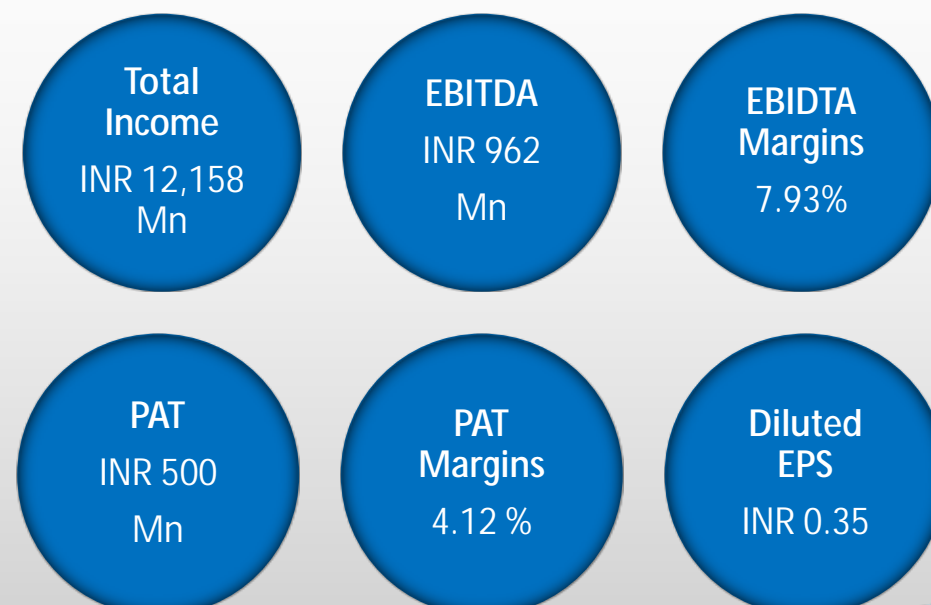 Total
Income
INR 12,158
Mn
EBITDA
INR 962
Mn
EBIDTA
Margins
7.93%
PAT
INR 500
Mn
PAT
Margins
4.12 %
Diluted
EPS
INR 0.35